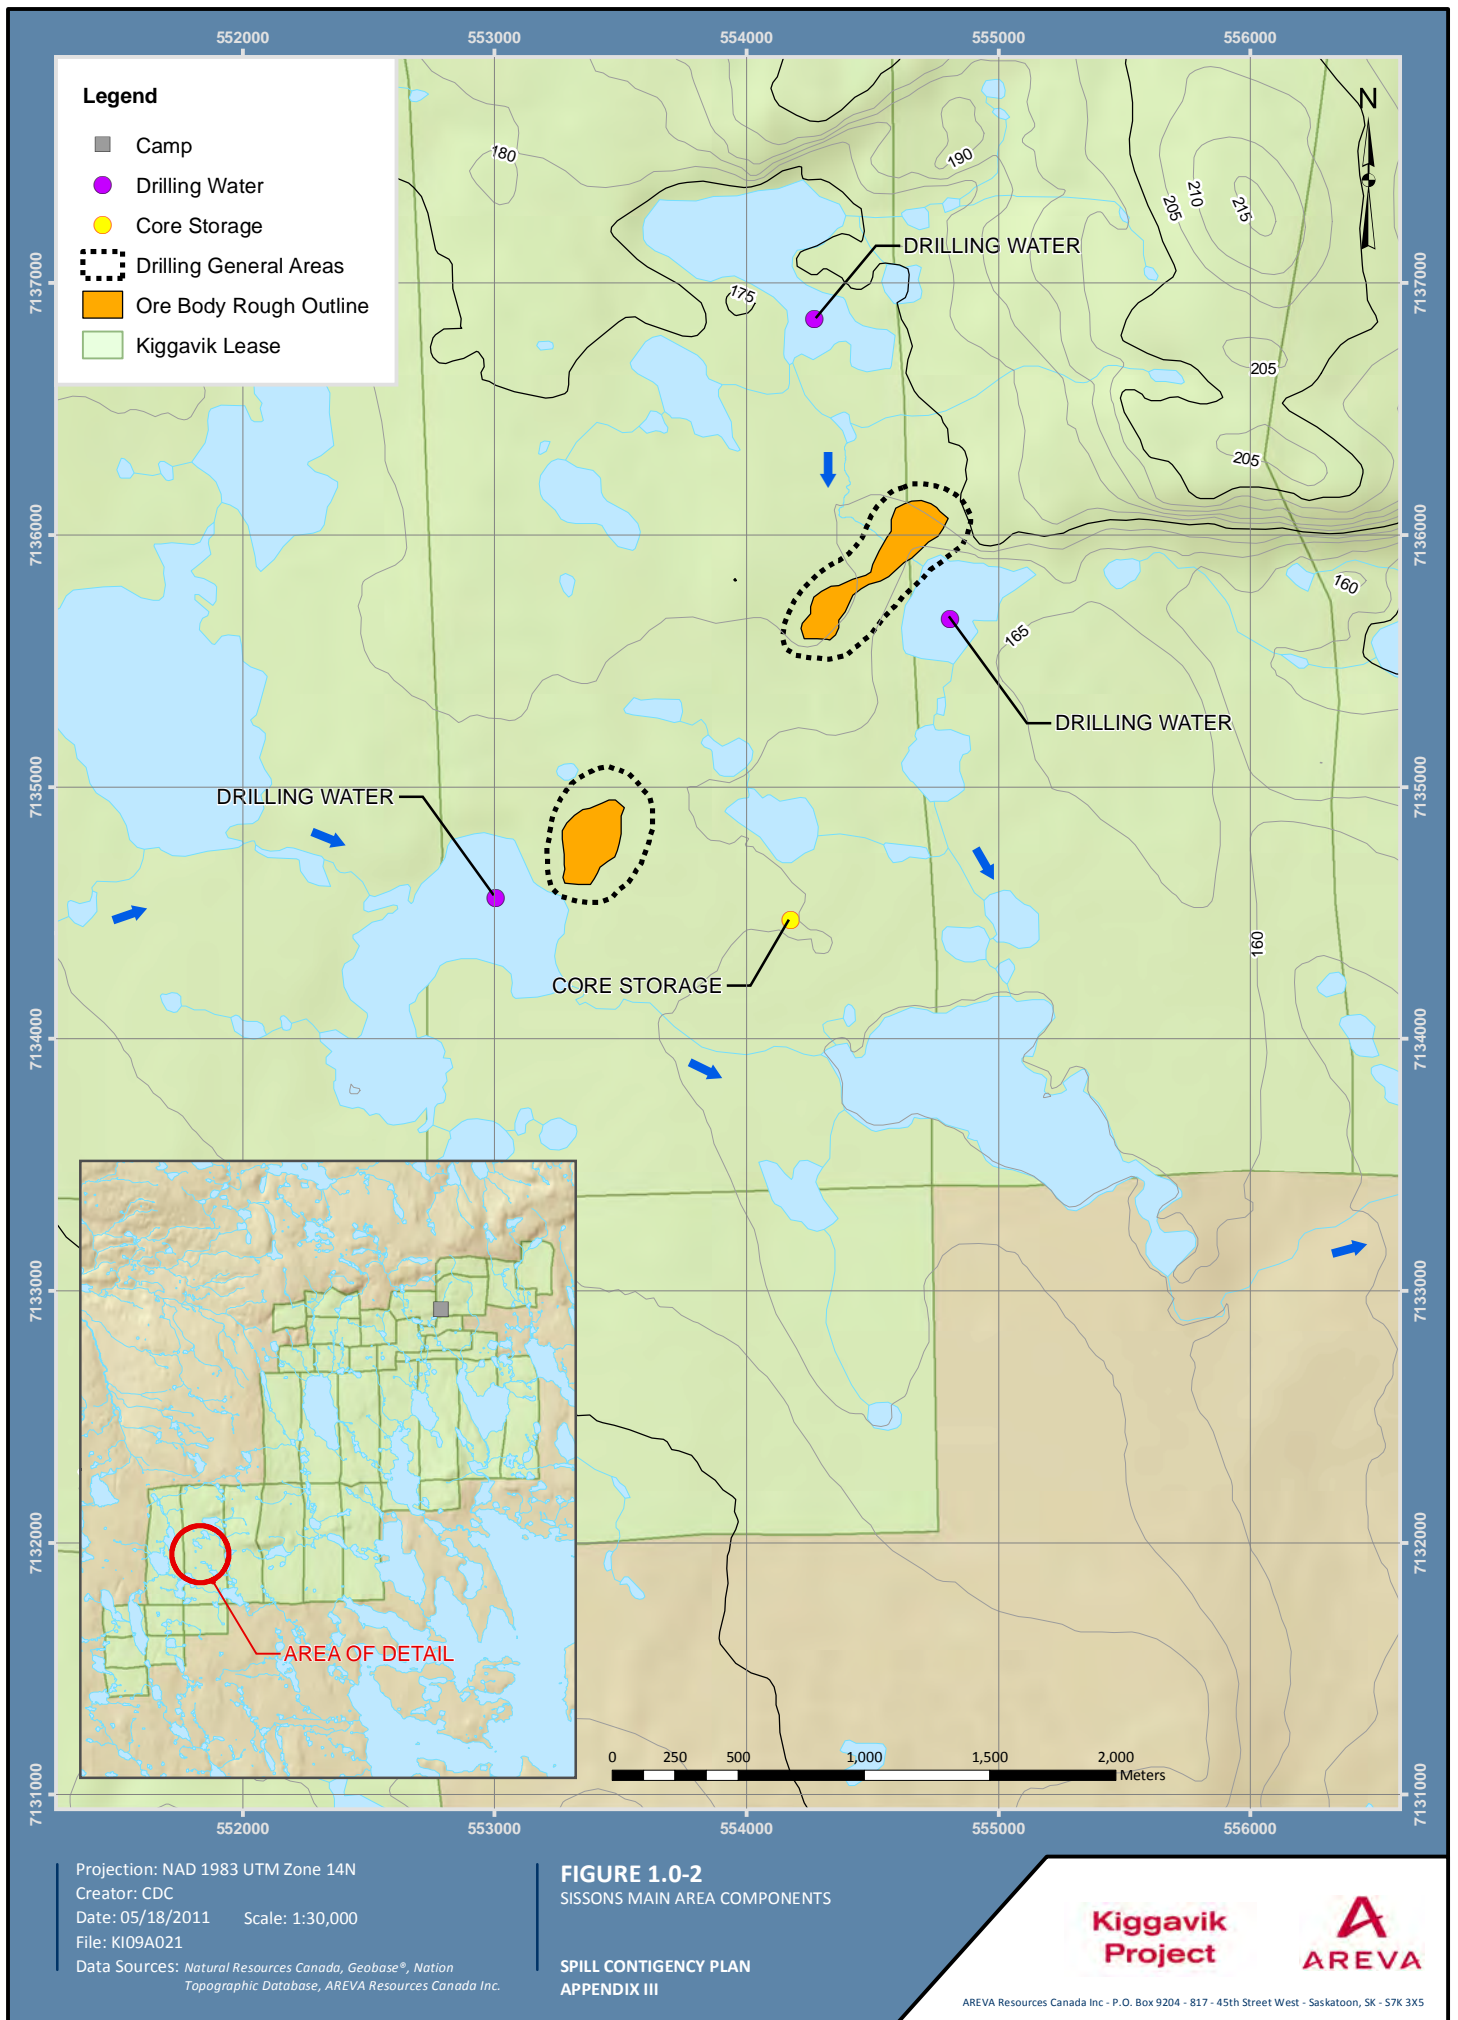 552000
553000
554000
555000
556000
Legend
Camp
Drilling Water
Core Storage
Drilling General Areas
Ore Body Rough Outline
Kiggavik Lease
N
180
190
205
210
215
DRILLING WATER
175
7137000
7137000
205
205
7136000
7136000
160
165
DRILLING WATER
7135000
7135000
DRILLING WATER
160
CORE STORAGE
7134000
7134000
7133000
7133000
7132000
7132000
AREA OF DETAIL
0
250
500
1,000
1,500
2,000
Meters
7131000
7131000
552000
553000
554000
555000
556000
Projection: NAD 1983 UTM Zone 14N
Creator: CDC
Date: 05/18/2011 Scale: 1:30,000
File: KI09A021
Data Sources: Natural Resources Canada, Geobase®, Nation
Topographic Database, AREVA Resources Canada Inc.
FIGURE 1.0-2
SISSONS MAIN AREA COMPONENTS
SPILL CONTIGENCY PLAN
APPENDIX III
Kiggavik
Project
AREVA
AREVA Resources Canada Inc - P.O. Box 9204 - 817 - 45th Street West - Saskatoon, SK - S7K 3X5